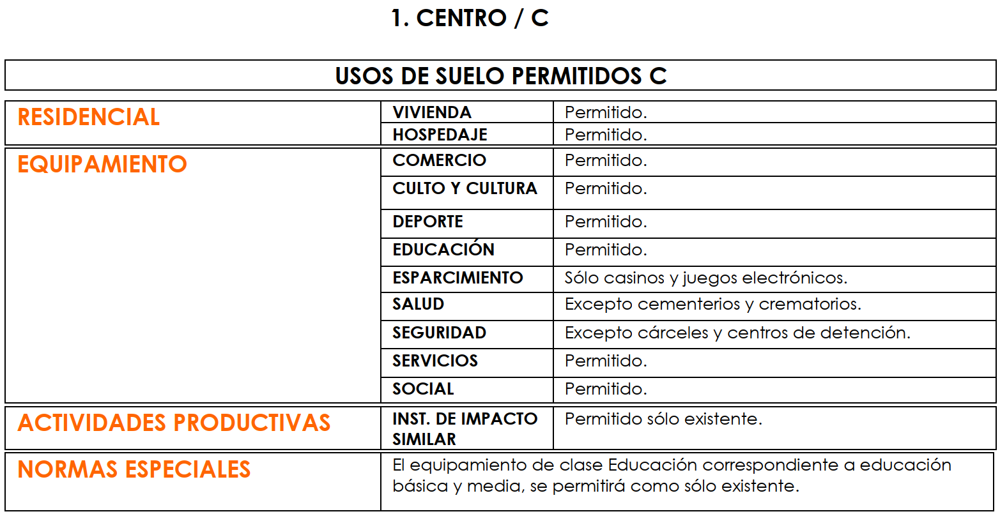 1. CENTRO / C
USOS DE SUELO PERMITIDOS C
RESIDENCIAL
VIVIENDA
Permitido.
HOSPEDAJE
Permitido.
EQUIPAMIENTO
COMERCIO
Permitido.
CULTO Y CULTURA
Permitido.
DEPORTE
Permitido.
EDUCACIÓN
Permitido.
ESPARCIMIENTO
Sólo casinos y juegos electrónicos.
SALUD
Excepto cementerios y crematorios.
SEGURIDAD
Excepto cárceles y centros de detención.
SERVICIOS
Permitido.
SOCIAL
Permitido.
ACTIVIDADES PRODUCTIVAS
INST. DE IMPACTO
SIMILAR
Permitido sólo existente.
NORMAS ESPECIALES
El equipamiento de clase Educación correspondiente a educación
básica y media, se permitirá como sólo existente.